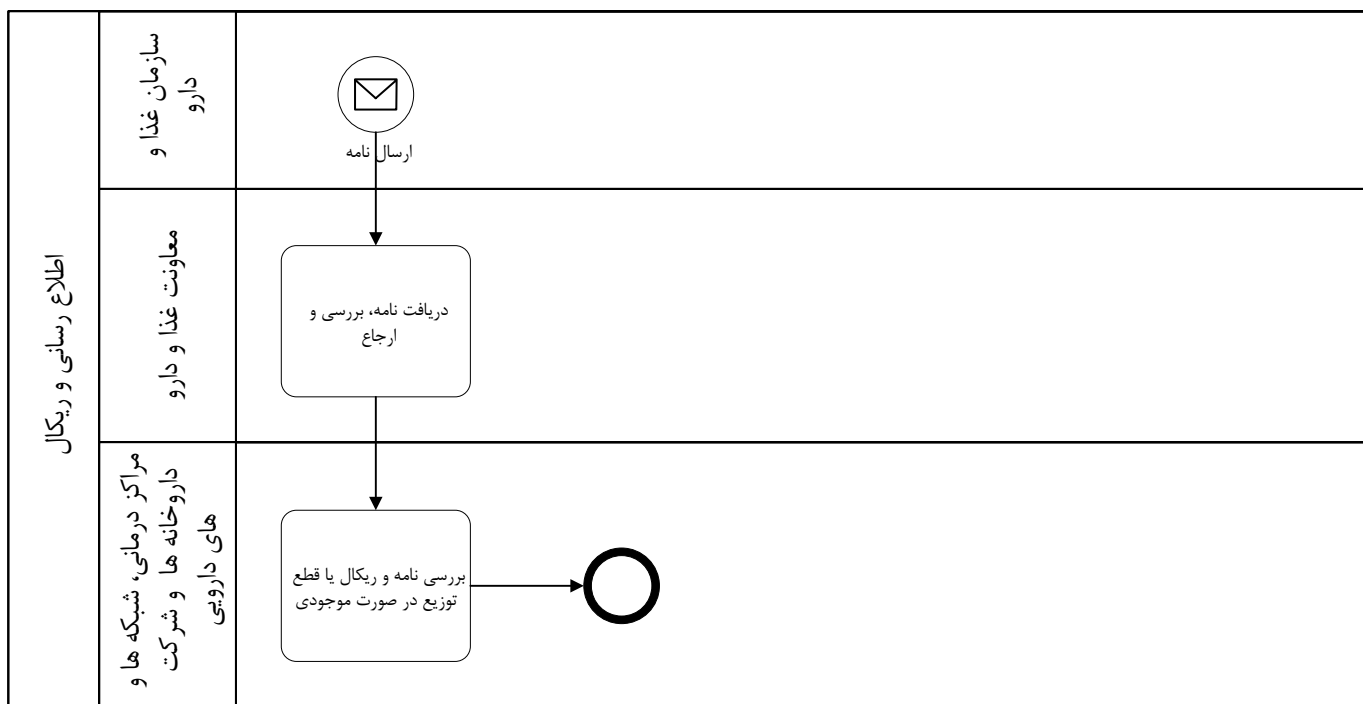 اطلاع رسانی و ریکال
سازمان غذا و
دارو
ارسال نامه
معاونت غذا و دارو
دریافت نامه، بررسی و
ارجاع
مراکز درمانی، شبکه ها و
داروخانه ها و شرکت
های دارویی
بررسی نامه و ریکال یا قطع
توزیع در صورت موجودی